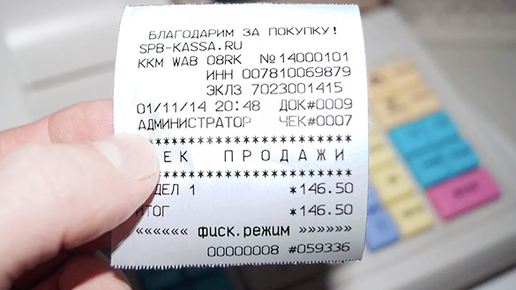 БЛАГОДАРИМ ЗА ПОКУПКУ!
SPB-KASSA.RU
ККМ WAB 08RK №14000101
ИНН 007810069879
ЭКЛЗ 7023001415
01/11/14 20:48 ДОК#0009
АДМИНИСТРАТОР ЧЕК#0007
ЕК ПРОДАЖИ
ДЕЛ 1 *146.50
ИТОГ *146.50
«««««« ФИСК.РЕЖИМ »»»»»»
00000008 #059336